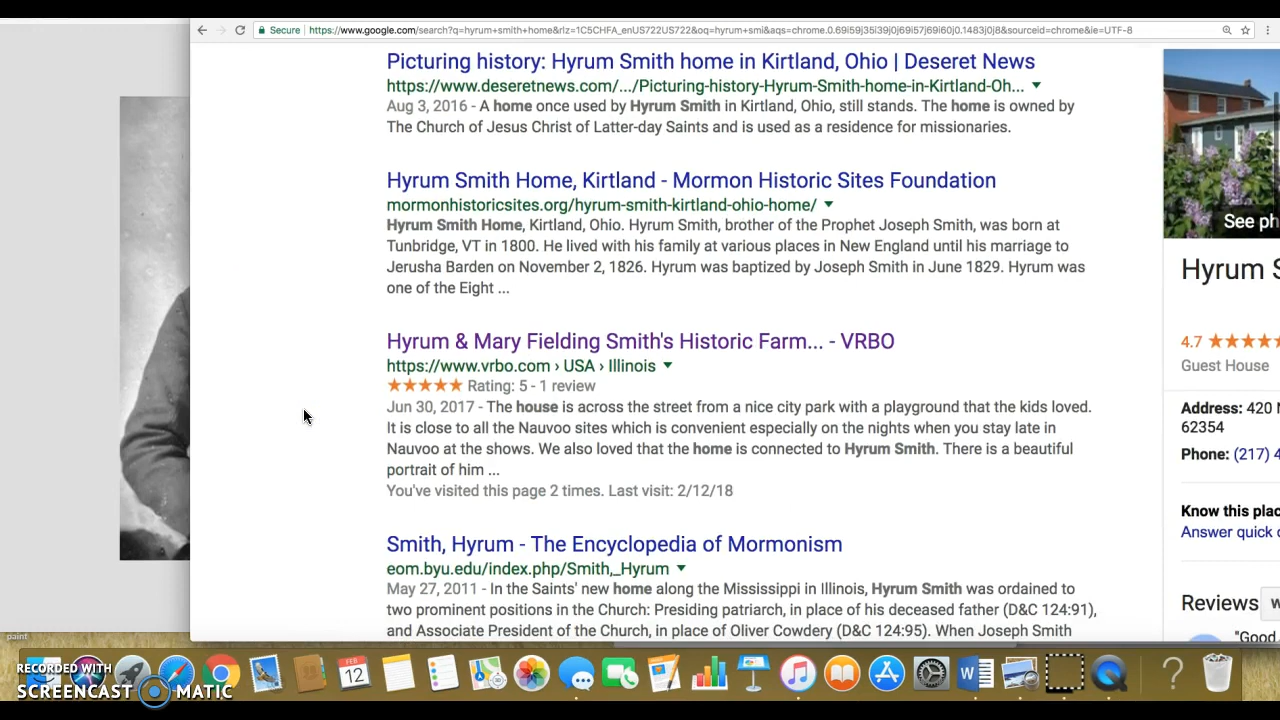 Secure https://www.google.com/search?q=hyrum+smith+home&rlz=1C5CHFA_enUS722US722&oq=hyrum+smi&aqs=chrome.0.69i59j35i39j0j69i57j69i60j0.1483j0j8&sourceid=chrome&ie=UTF-8
Picturing history: Hyrum Smith home in Kirtland, Ohio | Deseret News
https://www.deseretnews.com/.../Picturing-history-Hyrum-Smith-home-in-Kirtland-Oh...
Aug 3, 2016 - A home once used by Hyrum Smith in Kirtland, Ohio, still stands. The home is owned by
The Church of Jesus Christ of Latter-day Saints and is used as a residence for missionaries.
Hyrum Smith Home, Kirtland - Mormon Historic Sites Foundation
mormonhistoricsites.org/hyrum-smith-kirtland-ohio-home/
Hyrum Smith Home, Kirtland, Ohio. Hyrum Smith, brother of the Prophet Joseph Smith, was born at
Tunbridge, VT in 1800. He lived with his family at various places in New England until his marriage to
Jerusha Barden on November 2, 1826. Hyrum was baptized by Joseph Smith in June 1829. Hyrum was
one of the Eight ...
Hyrum & Mary Fielding Smith's Historic Farm... - VRBO
https://www.vrbo.com › USA › Illinois
Rating: 5 - 1 review
Jun 30, 2017 - The house is across the street from a nice city park with a playground that the kids loved.
It is close to all the Nauvoo sites which is convenient especially on the nights when you stay late in
Nauvoo at the shows. We also loved that the home is connected to Hyrum Smith. There is a beautiful
portrait of him ...
You've visited this page 2 times. Last visit: 2/12/18
Smith, Hyrum - The Encyclopedia of Mormonism
eom.byu.edu/index.php/Smith,_Hyrum
May 27, 2011 - In the Saints' new home along the Mississippi in Illinois, Hyrum Smith was ordained to
two prominent positions in the Church: Presiding patriarch, in place of his deceased father (D&C 124:91),
and Associate President of the Church, in place of Oliver Cowdery (D&C 124:95). When Joseph Smith
See ph
Hyrum S
4.7
Guest House
Address: 420 N
62354
Phone: (217) 4
Know this plac
Answer quick q
Reviews W
"Good
paint
FEB
12
RECORDED WITH
SCREENCAST MATIC